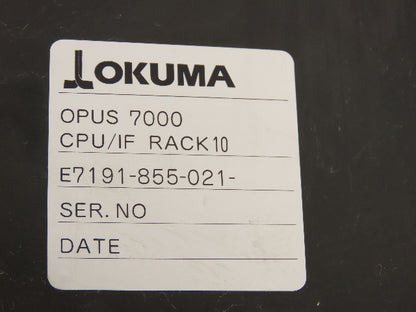 OKUMA
OPUS 7000
CPU/IF RACK10
E7191-855-021-
SER.NO
DATE